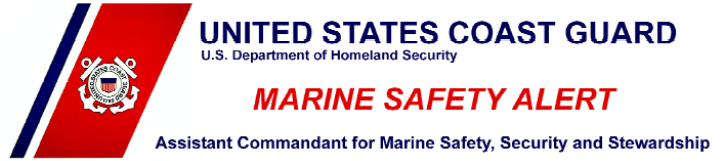 UNITED STATES COAST GUARD
U.S. Department of Homeland Security
MARINE SAFETY ALERT
Assistant Commandant for Marine Safety, Security and Stewardship